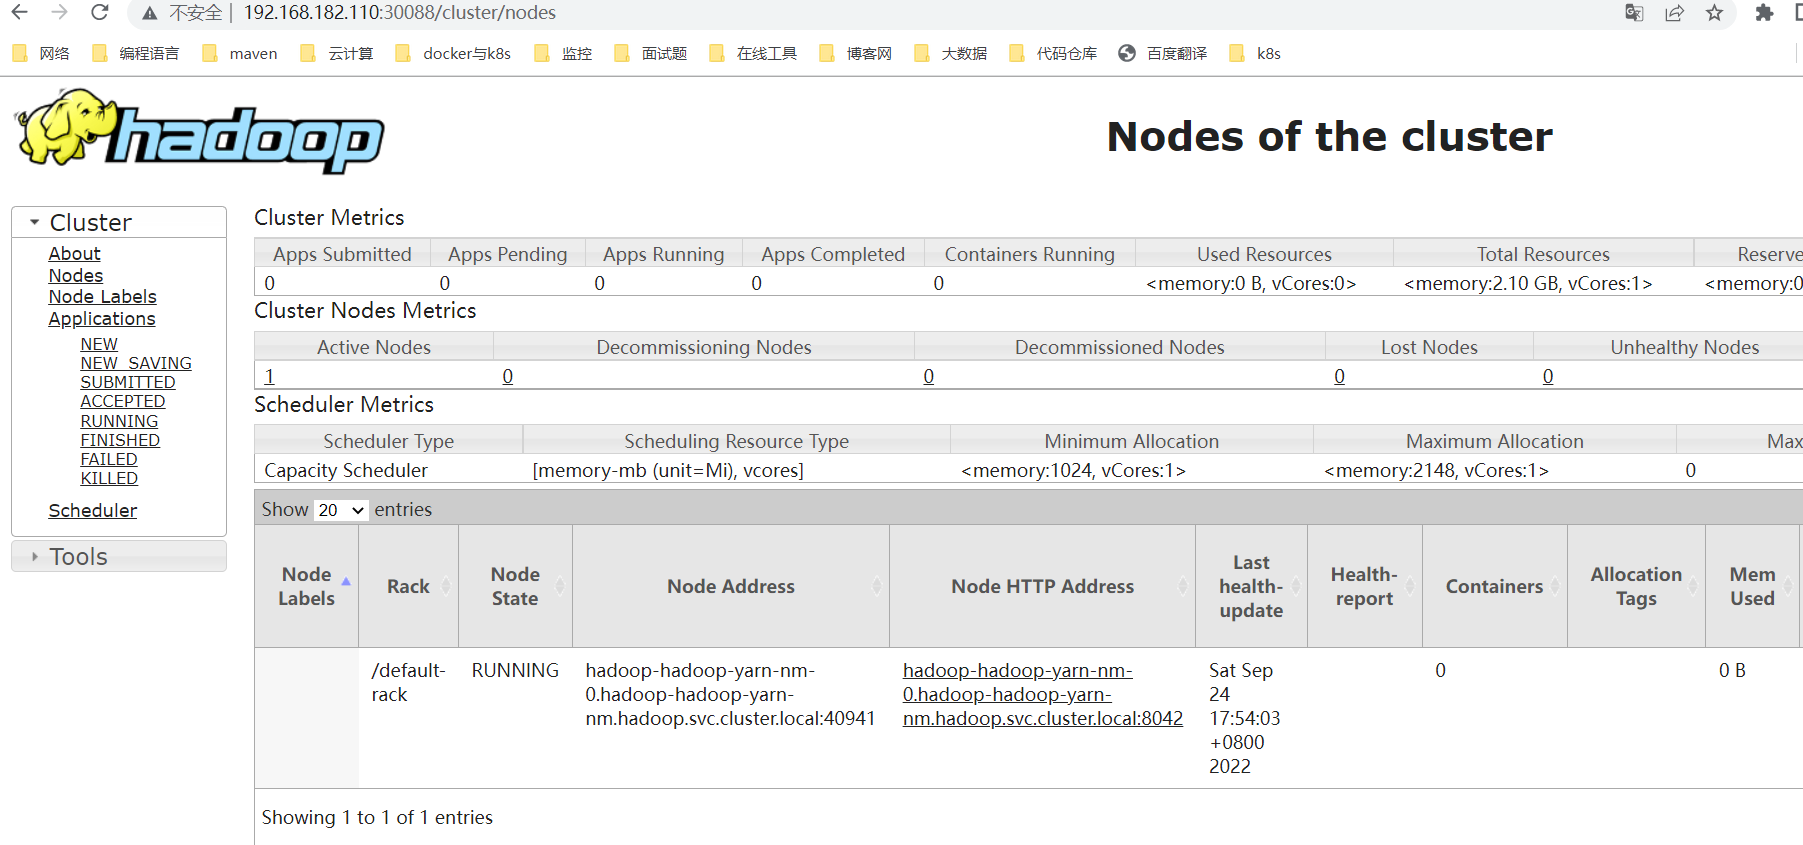 不安全 | 192.168.182.110:30088/cluster/nodes
网络 编程语言 maven 云计算 docker与k8s 监控 面试题 在线工具 博客网 大数据 代码仓库 百度翻译 k8s
hadoop
Nodes of the cluster
Cluster
About
Nodes
Node Labels
Applications
NEW
NEW_SAVING
SUBMITTED
ACCEPTED
RUNNING
FINISHED
FAILED
KILLED
Scheduler
Tools
Cluster Metrics
Apps Submitted Apps Pending Apps Running Apps Completed Containers Running Used Resources Total Resources Reserve
0 0 0 0 0 <memory:0 B, vCores:0> <memory:2.10 GB, vCores:1> <memory:0
Cluster Nodes Metrics
Active Nodes Decommissioning Nodes Decommissioned Nodes Lost Nodes Unhealthy Nodes
1 0 0 0 0
Scheduler Metrics
Scheduler Type Scheduling Resource Type Minimum Allocation Maximum Allocation Max
Capacity Scheduler [memory-mb (unit=Mi), vcores] <memory:1024, vCores:1> <memory:2148, vCores:1> 0
Show 20 entries
Node
Labels
Rack
Node
State
Node Address
Node HTTP Address
Last
health-
update
Health-
report
Containers
Allocation
Tags
Mem
Used
/default-
rack
RUNNING
hadoop-hadoop-yarn-nm-
0.hadoop-hadoop-yarn-
nm.hadoop.svc.cluster.local:40941
hadoop-hadoop-yarn-nm-
0.hadoop-hadoop-yarn-
nm.hadoop.svc.cluster.local:8042
Sat Sep
24
17:54:03
+0800
2022
0
0 B
Showing 1 to 1 of 1 entries